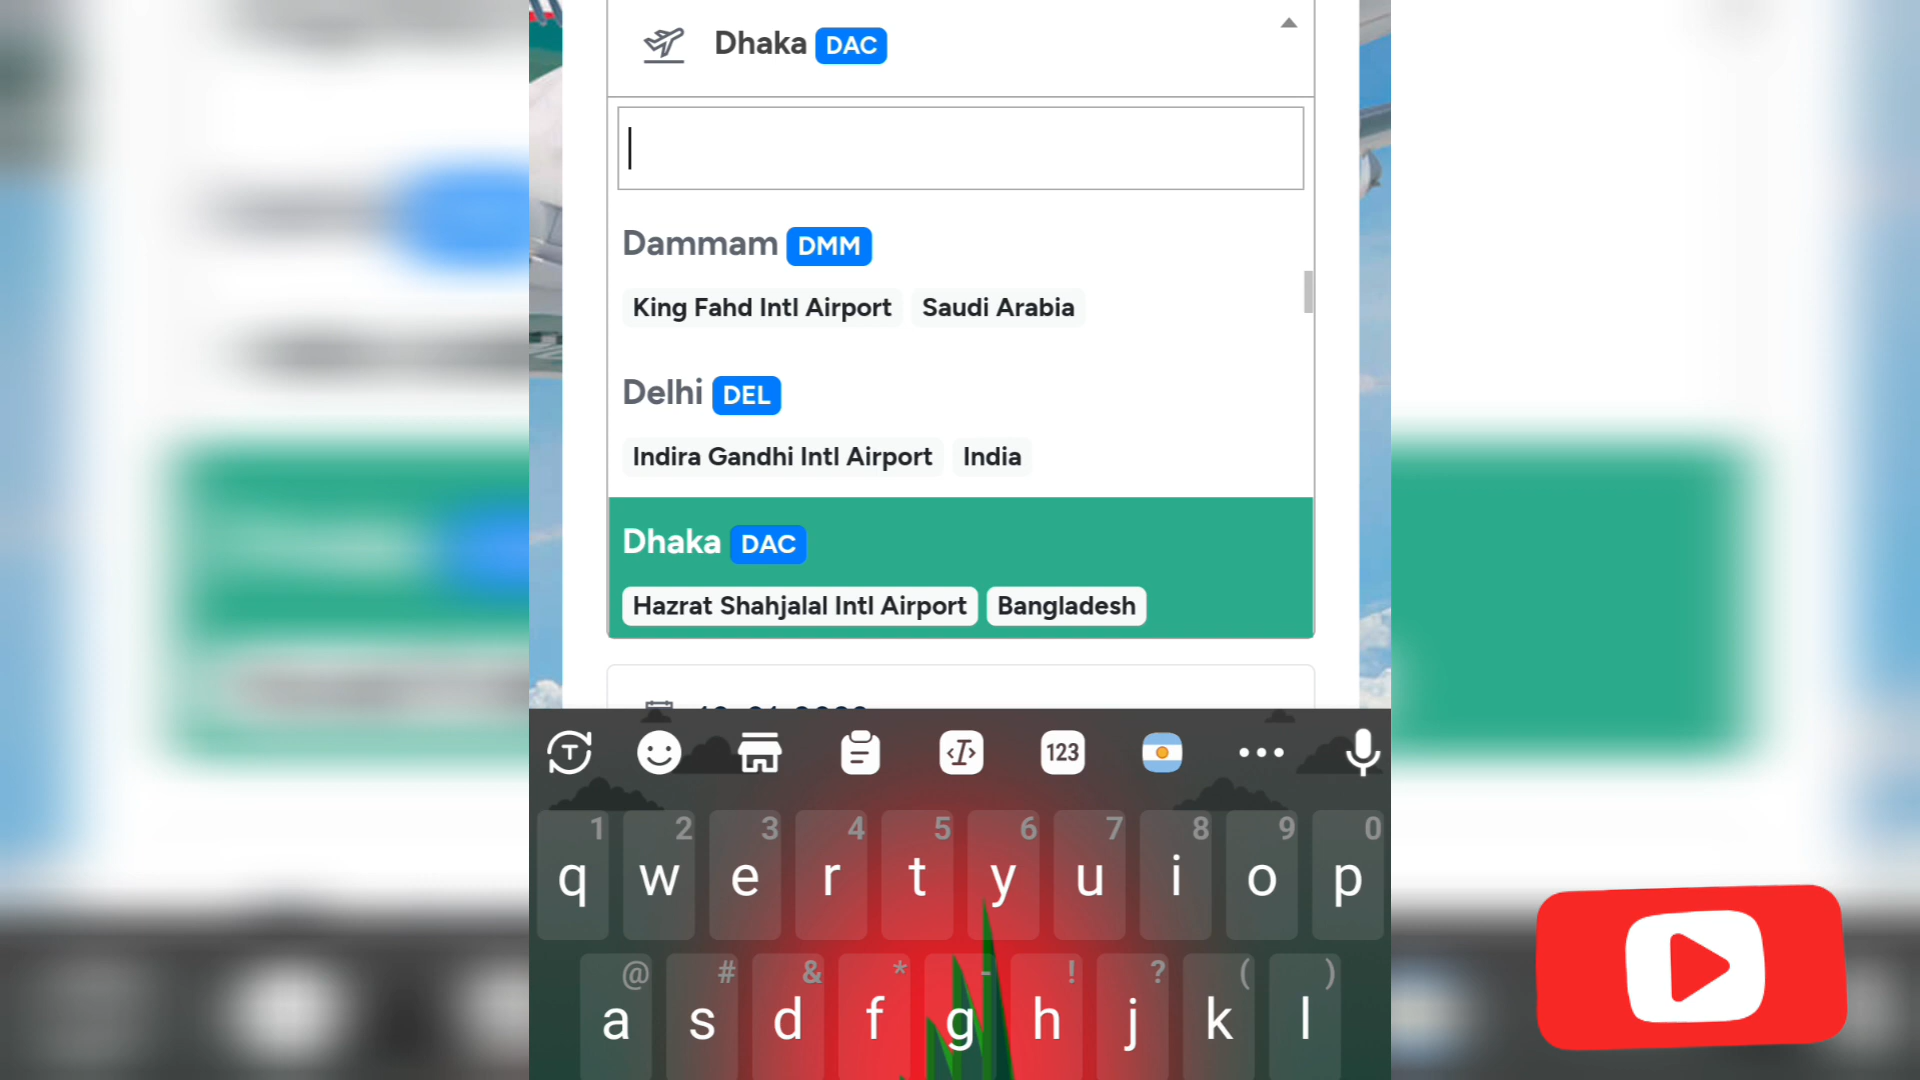 Dhaka DAC
Dammam DMM
King Fahd Intl Airport Saudi Arabia
Delhi DEL
Indira Gandhi Intl Airport India
Dhaka DAC
Hazrat Shahjalal Intl Airport Bangladesh
T 123
1 2 3 4 5 6 7 8 9 0
q w e r t y u i o p
@ # & * - ! ? ( )
a s d f g h j k l